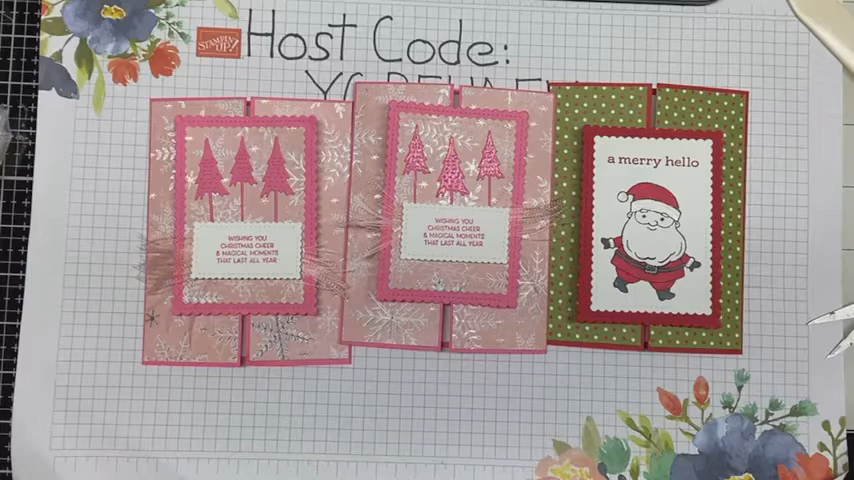 STAMPIN' UP!
Host Code:
WISHING YOU
CHRISTMAS CHEER
& MAGICAL MOMENTS
THAT LAST ALL YEAR
WISHING YOU
CHRISTMAS CHEER
& MAGICAL MOMENTS
THAT LAST ALL YEAR
a merry hello